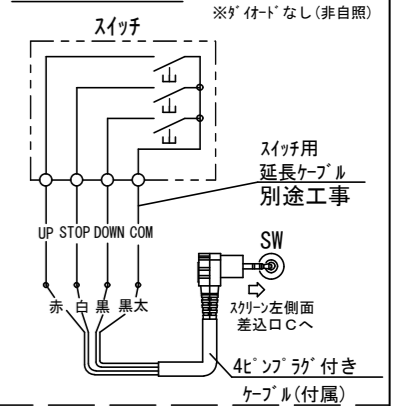 ※ﾀﾞｲｵｰﾄﾞなし(非自照)
スイッチ
スイッチ用
延長ｹｰﾌﾞﾙ
別途工事
UP STOP DOWN COM
SW
赤 白 黒 黒太
スクリーン左側面
差込口Cへ
4ﾋﾟﾝﾌﾟﾗｸﾞ付き
ｹｰﾌﾞﾙ(付属)